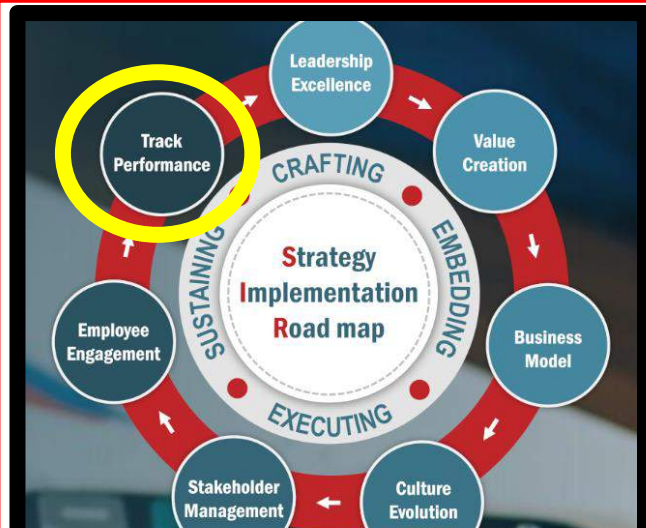 Leadership
Excellence
Track
Performance
Value
Creation
CRAFTING
SUSTAINING
EMBEDDING
Strategy
Implementation
Road map
Employee
Engagement
Business
Model
EXECUTING
Stakeholder
Management
Culture
Evolution